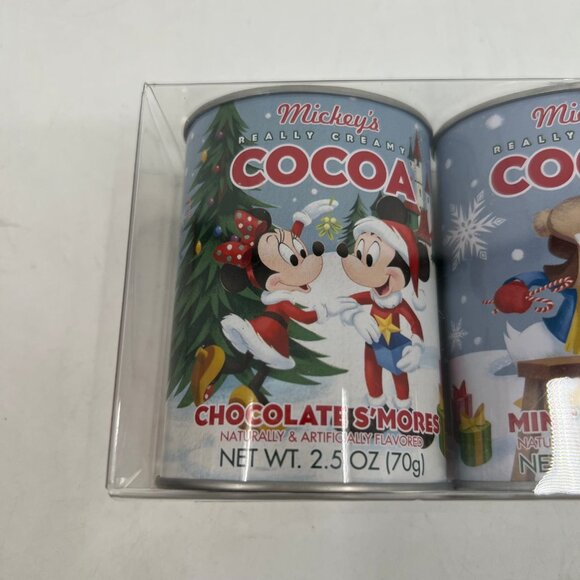 Mickey's
REALLY CREAMY
COCOA
CHOCOLATE S'MORES
NATURALLY & ARTIFICIALLY FLAVORED
NET WT. 2.5 OZ (70g)